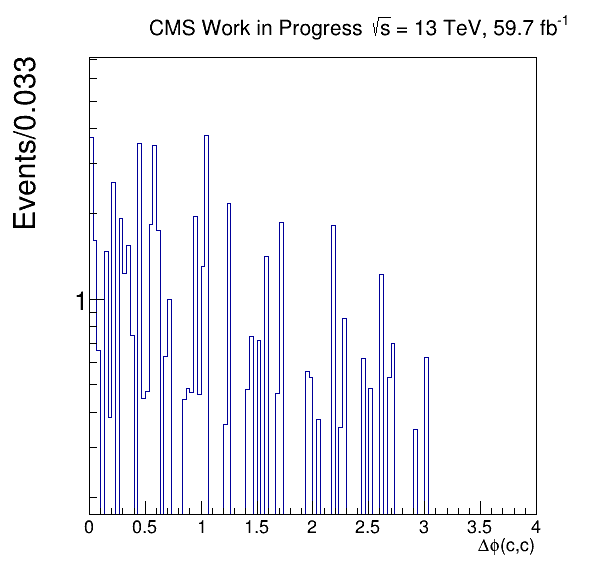 CMS Work in Progress √s = 13 TeV, 59.7 fb⁻¹
Events/0.033
1
0 0.5 1 1.5 2 2.5 3 3.5 4
Δϕ(c,c)